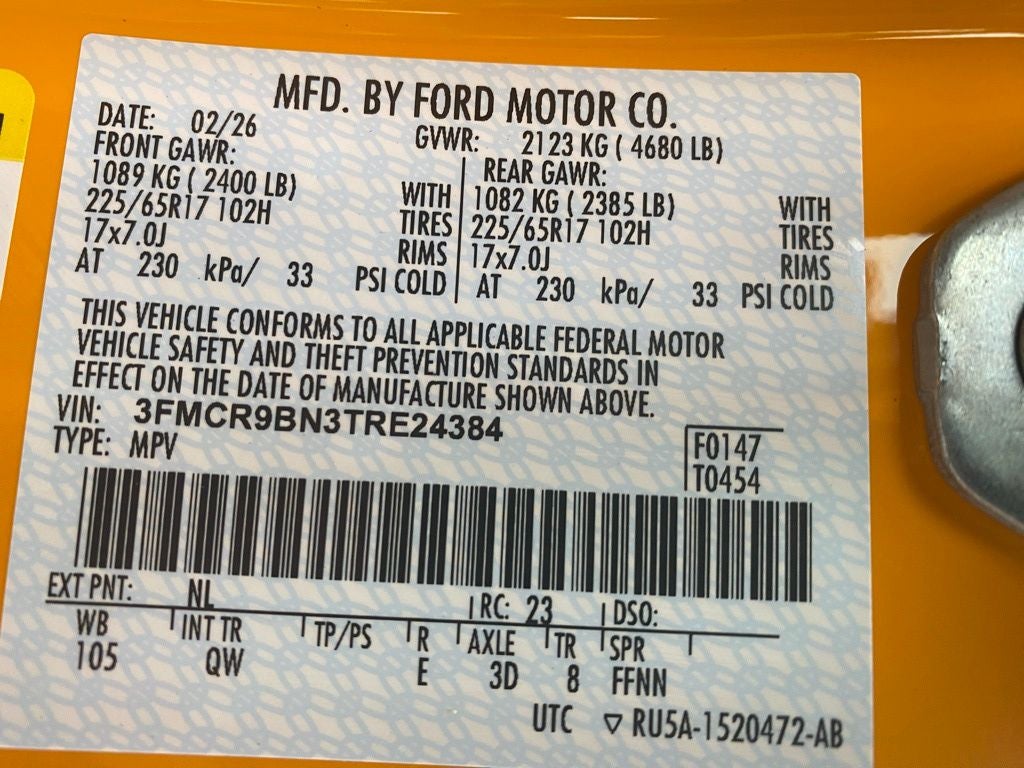 MFD. BY FORD MOTOR CO.
DATE: 02/26 GVWR: 2123 KG ( 4680 LB)
FRONT GAWR: REAR GAWR:
1089 KG ( 2400 LB) WITH 1082 KG ( 2385 LB) WITH
225/65R17 102H TIRES 225/65R17 102H TIRES
17x7.0J RIMS 17x7.0J RIMS
AT 230 kPa/ 33 PSI COLD AT 230 kPa/ 33 PSI COLD
THIS VEHICLE CONFORMS TO ALL APPLICABLE FEDERAL MOTOR
VEHICLE SAFETY AND THEFT PREVENTION STANDARDS IN
EFFECT ON THE DATE OF MANUFACTURE SHOWN ABOVE.
VIN: 3FMCR9BN3TRE24384
TYPE: MPV F0147
T0454
EXT PNT: NL RC: 23 DSO:
WB INT TR TP/PS R AXLE TR SPR
105 QW E 3D 8 FFNN
UTC ▽ RU5A-1520472-AB